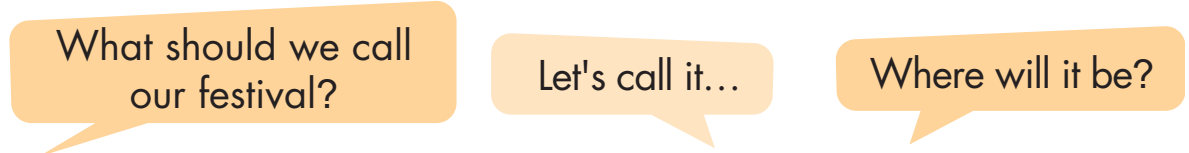 What should we call
our festival?
Let's call it...
Where will it be?